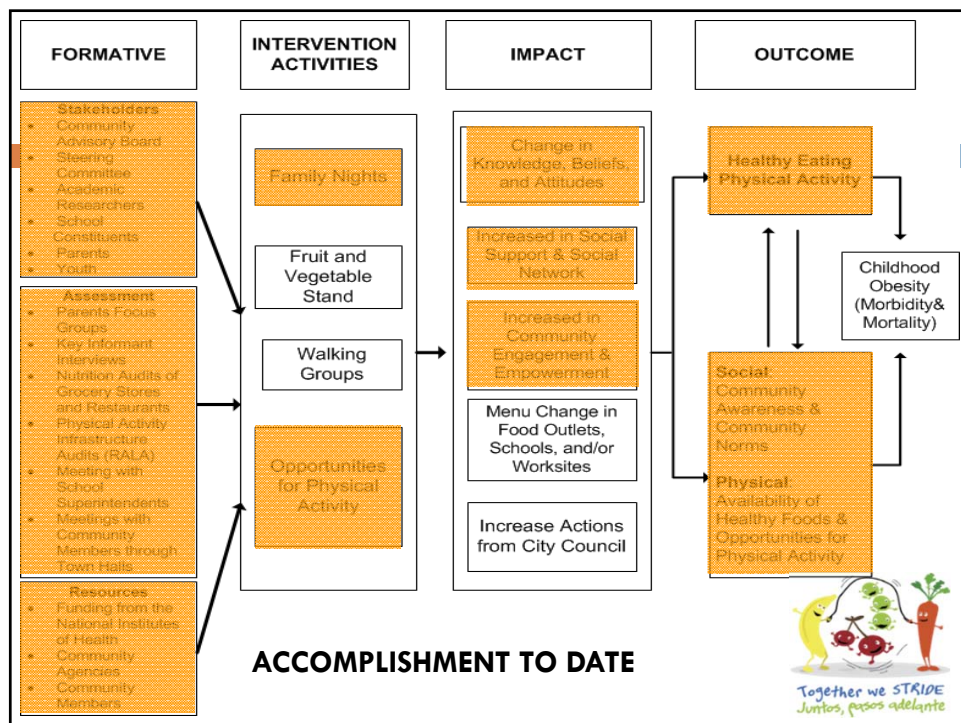 FORMATIVE
INTERVENTION
ACTIVITIES
IMPACT
OUTCOME
Stakeholders
• Community
Advisory Board
• Steering
Committee
• Academic
Researchers
• School
Constituents
• Parents
• Youth
Assessment
• Parents Focus
Groups
• Key Informant
Interviews
• Nutrition Audits of
Grocery Stores
and Restaurants
• Physical Activity
Infrastructure
Audits (RALA)
• Meeting with
School
Superintendents
• Meetings with
Community
Members through
Town Halls
Resources
• Funding from the
National Institutes
of Health
• Community
Agencies
• Community
Members
Family Nights
Fruit and
Vegetable
Stand
Walking
Groups
Opportunities
for Physical
Activity
Change in
Knowledge, Beliefs,
and Attitudes
Increased in Social
Support & Social
Network
Increased in
Community
Engagement &
Empowerment
Menu Change in
Food Outlets,
Schools, and/or
Worksites
Increase Actions
from City Council
Healthy Eating
Physical Activity
Social:
Community
Awareness &
Community
Norms
Physical:
Availability of
Healthy Foods &
Opportunities for
Physical Activity
Childhood
Obesity
(Morbidity&
Mortality)
ACCOMPLISHMENT TO DATE
Together we STRIDE
Juntos, pasos adelante